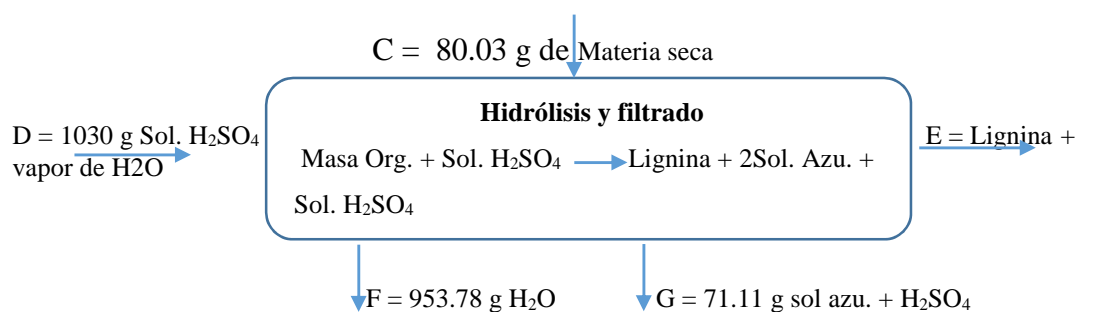 C = 80.03 g de Materia seca
Hidrólisis y filtrado
D = 1030 g Sol. H₂SO₄
vapor de H2O
Masa Org. + Sol. H₂SO₄ → Lignina + 2Sol. Azu. +
Sol. H₂SO₄
E = Lignina +
F = 953.78 g H₂O
G = 71.11 g sol azu. + H₂SO₄